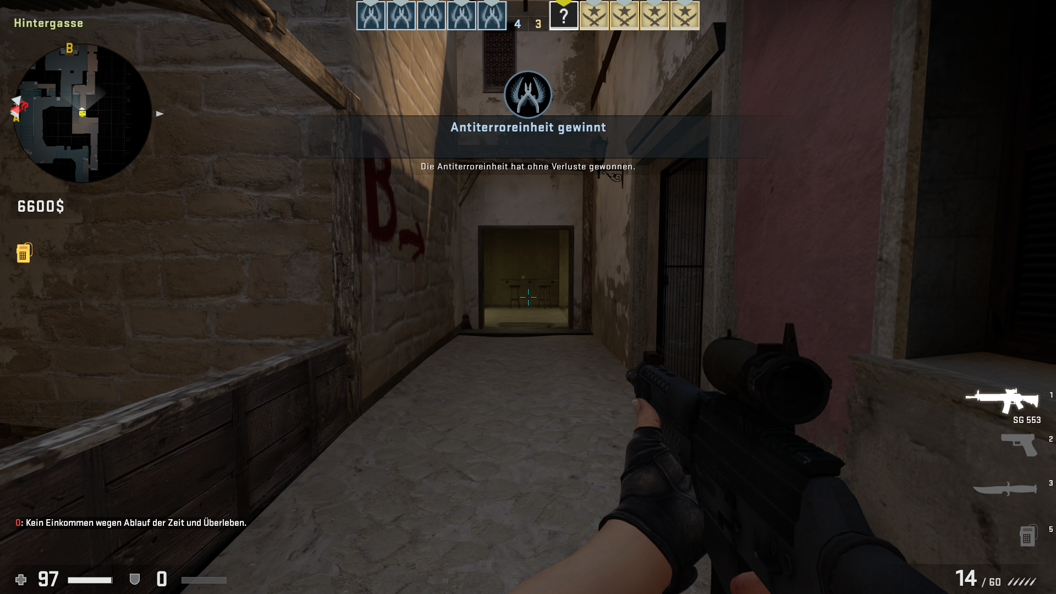 Hintergasse
B
4 3 ?
Antiterroreinheit gewinnt
Die Antiterroreinheit hat ohne Verluste gewonnen.
6600$
B
1
SG 553
2
3
5
0: Kein Einkommen wegen Ablauf der Zeit und Überleben.
97 0
14 / 60